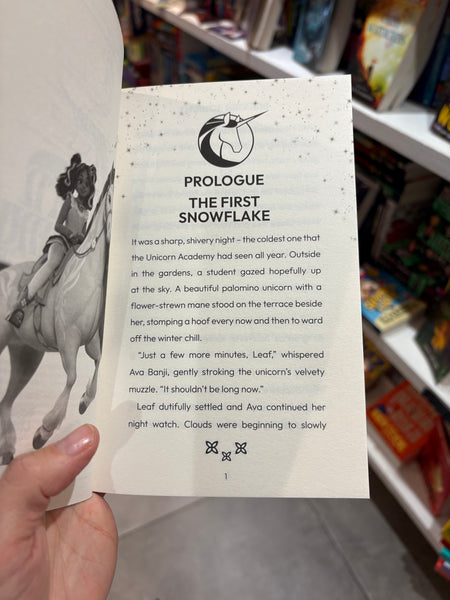 PROLOGUE
THE FIRST
SNOWFLAKE
It was a sharp, shivery night – the coldest one that
the Unicorn Academy had seen all year. Outside
in the gardens, a student gazed hopefully up
at the sky. A beautiful palomino unicorn with a
flower-strewn mane stood on the terrace beside
her, stomping a hoof every now and then to ward
off the winter chill.
“Just a few more minutes, Leaf,” whispered
Ava Banji, gently stroking the unicorn’s velvety
muzzle. “It shouldn’t be long now.”
Leaf dutifully settled and Ava continued her
night watch. Clouds were beginning to slowly
1